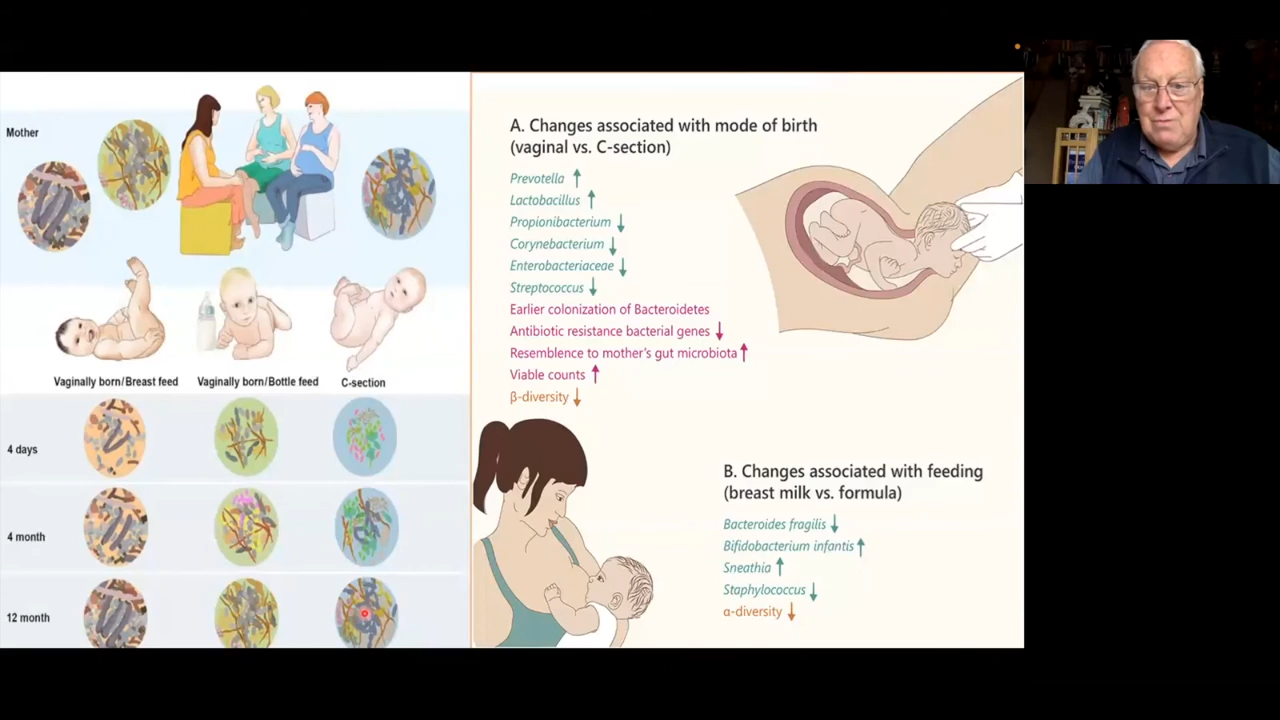 Mother
Vaginally born/Breast feed
Vaginally born/Bottle feed
C-section
4 days
4 month
12 month
A. Changes associated with mode of birth
(vaginal vs. C-section)
Prevotella ↑
Lactobacillus ↑
Propionibacterium ↓
Corynebacterium ↓
Enterobacteriaceae ↓
Streptococcus ↓
Earlier colonization of Bacteroidetes
Antibiotic resistance bacterial genes ↓
Resemblence to mother's gut microbiota ↑
Viable counts ↑
β-diversity ↓
B. Changes associated with feeding
(breast milk vs. formula)
Bacteroides fragilis ↓
Bifidobacterium infantis ↑
Sneathia ↑
Staphylococcus ↓
α-diversity ↓